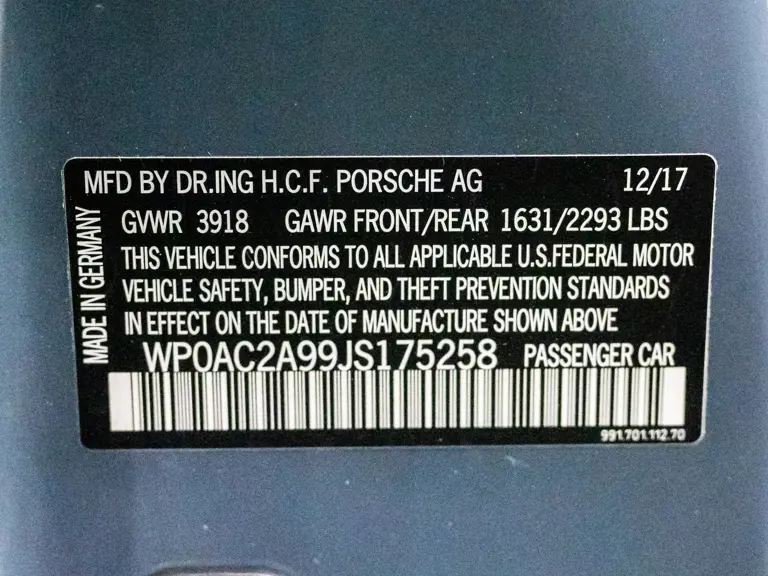 MFD BY DR.ING H.C.F. PORSCHE AG 12/17
GVWR 3918 GAWR FRONT/REAR 1631/2293 LBS
THIS VEHICLE CONFORMS TO ALL APPLICABLE U.S.FEDERAL MOTOR
VEHICLE SAFETY, BUMPER, AND THEFT PREVENTION STANDARDS
IN EFFECT ON THE DATE OF MANUFACTURE SHOWN ABOVE
WP0AC2A99JS175258 PASSENGER CAR
991.701.112.70
MADE IN GERMANY